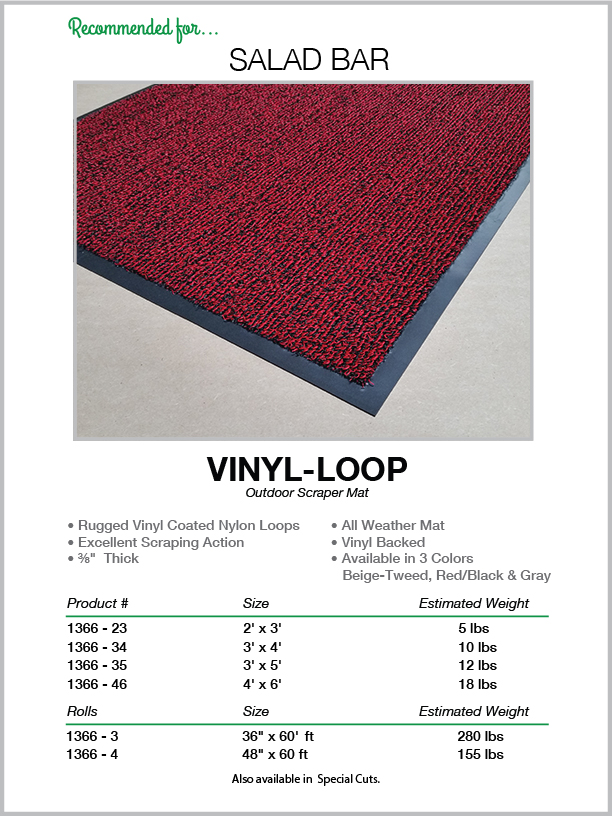 Recommended for...
SALAD BAR
VINYL-LOOP
Outdoor Scraper Mat
• Rugged Vinyl Coated Nylon Loops
• Excellent Scraping Action
• ⅜" Thick
• All Weather Mat
• Vinyl Backed
• Available in 3 Colors
Beige-Tweed, Red/Black & Gray
Product # Size Estimated Weight
1366 - 23 2' x 3' 5 lbs
1366 - 34 3' x 4' 10 lbs
1366 - 35 3' x 5' 12 lbs
1366 - 46 4' x 6' 18 lbs
Rolls Size Estimated Weight
1366 - 3 36" x 60' ft 280 lbs
1366 - 4 48" x 60 ft 155 lbs
Also available in Special Cuts.